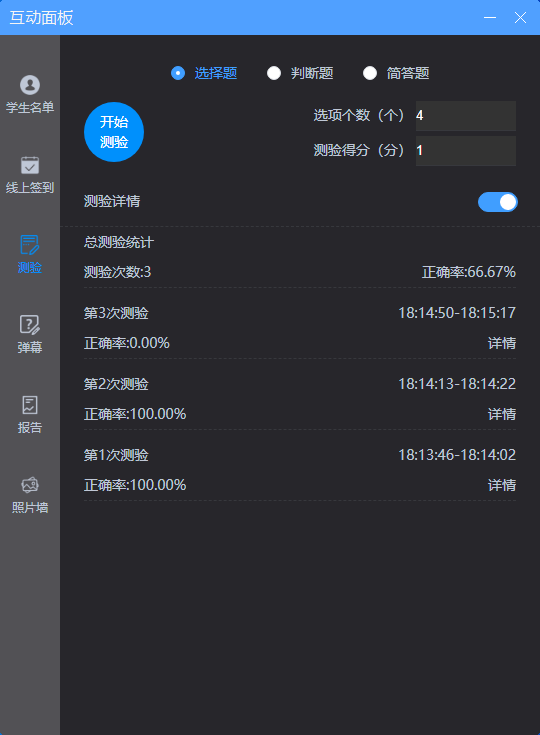 互动面板
学生名单
线上签到
测验
弹幕
报告
照片墙
选择题 判断题 简答题
开始
测验
选项个数（个） 4
测验得分（分） 1
测验详情
总测验统计
测验次数:3 正确率:66.67%
第3次测验 18:14:50-18:15:17
正确率:0.00% 详情
第2次测验 18:14:13-18:14:22
正确率:100.00% 详情
第1次测验 18:13:46-18:14:02
正确率:100.00% 详情